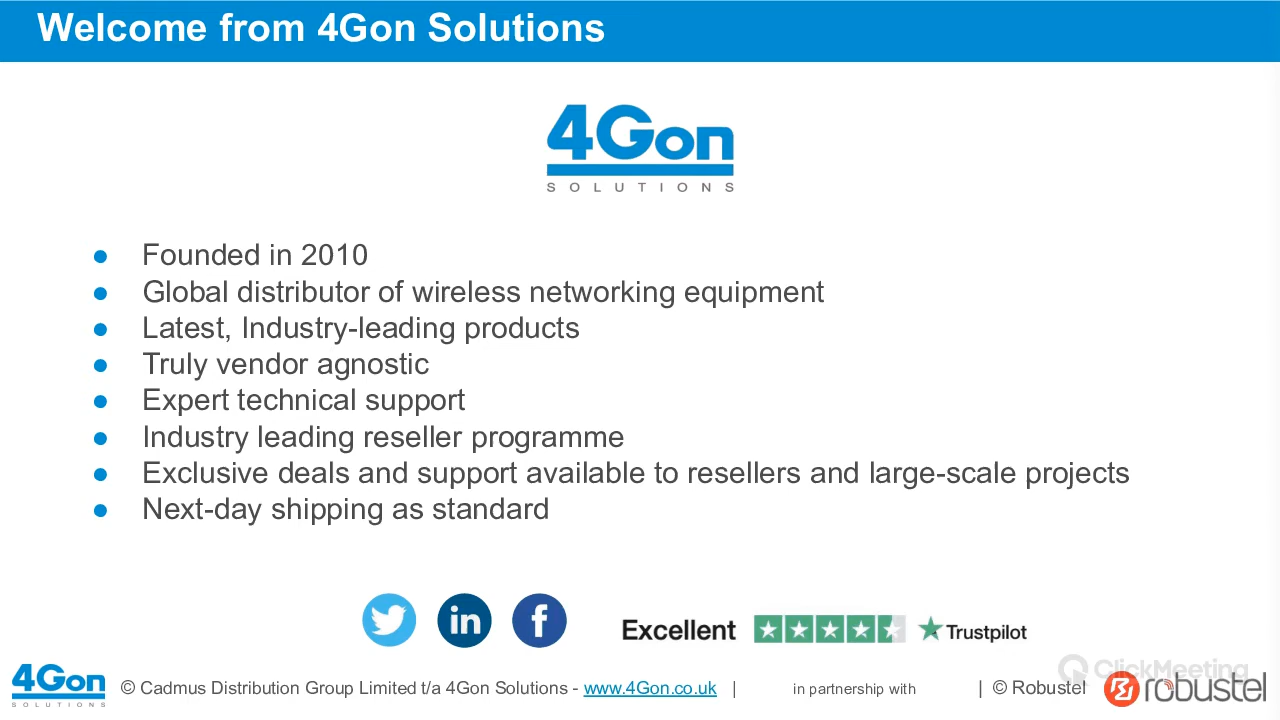 Welcome from 4Gon Solutions
4Gon
SOLUTIONS
● Founded in 2010
● Global distributor of wireless networking equipment
● Latest, Industry-leading products
● Truly vendor agnostic
● Expert technical support
● Industry leading reseller programme
● Exclusive deals and support available to resellers and large-scale projects
● Next-day shipping as standard
in f Excellent Trustpilot
ClickMeeting
4Gon
SOLUTIONS
© Cadmus Distribution Group Limited t/a 4Gon Solutions - www.4Gon.co.uk | in partnership with | © Robustel robustel